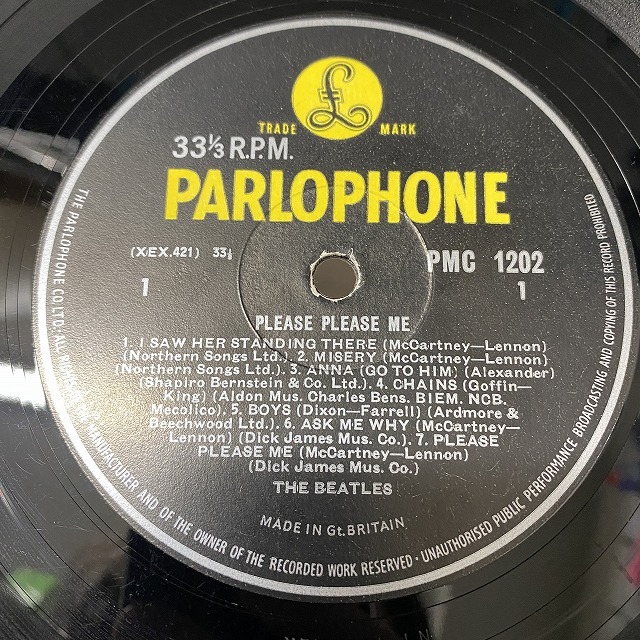 £
TRADE MARK
33⅓ R.P.M.
PARLOPHONE
(XEX.421) 33⅓
PMC 1202
1
1
PLEASE PLEASE ME
1. I SAW HER STANDING THERE (McCartney—Lennon)
(Northern Songs Ltd.) 2. MISERY (McCartney—Lennon)
(Northern Songs Ltd.) 3. ANNA (GO TO HIM) (Alexander)
(Shapiro Bernstein & Co. Ltd.) 4. CHAINS (Goffin—
King) (Aldon Mus. Charles Bens. BIEM. NCB.
Mecolico). 5. BOYS (Dixon—Farrell) (Ardmore &
Beechwood Ltd.) 6. ASK ME WHY (McCartney—
Lennon) (Dick James Mus. Co.). 7. PLEASE
PLEASE ME (McCartney—Lennon)
(Dick James Mus. Co.)
THE BEATLES
MADE IN Gt. BRITAIN
THE PARLOPHONE CO. LTD. ALL RIGHTS MANUFACTURER AND OF THE OWNER OF THE RECORDED WORK RESERVED · UNAUTHORISED PUBLIC PERFORMANCE BROADCASTING AND COPYING OF THIS RECORD PROHIBITED